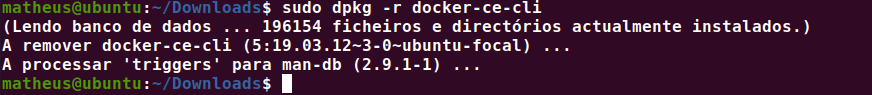 matheus@ubuntu:~/Downloads$ sudo dpkg -r docker-ce-cli
(Lendo banco de dados ... 196154 ficheiros e directórios actualmente instalados.)
A remover docker-ce-cli (5:19.03.12~3-0~ubuntu-focal) ...
A processar 'triggers' para man-db (2.9.1-1) ...
matheus@ubuntu:~/Downloads$